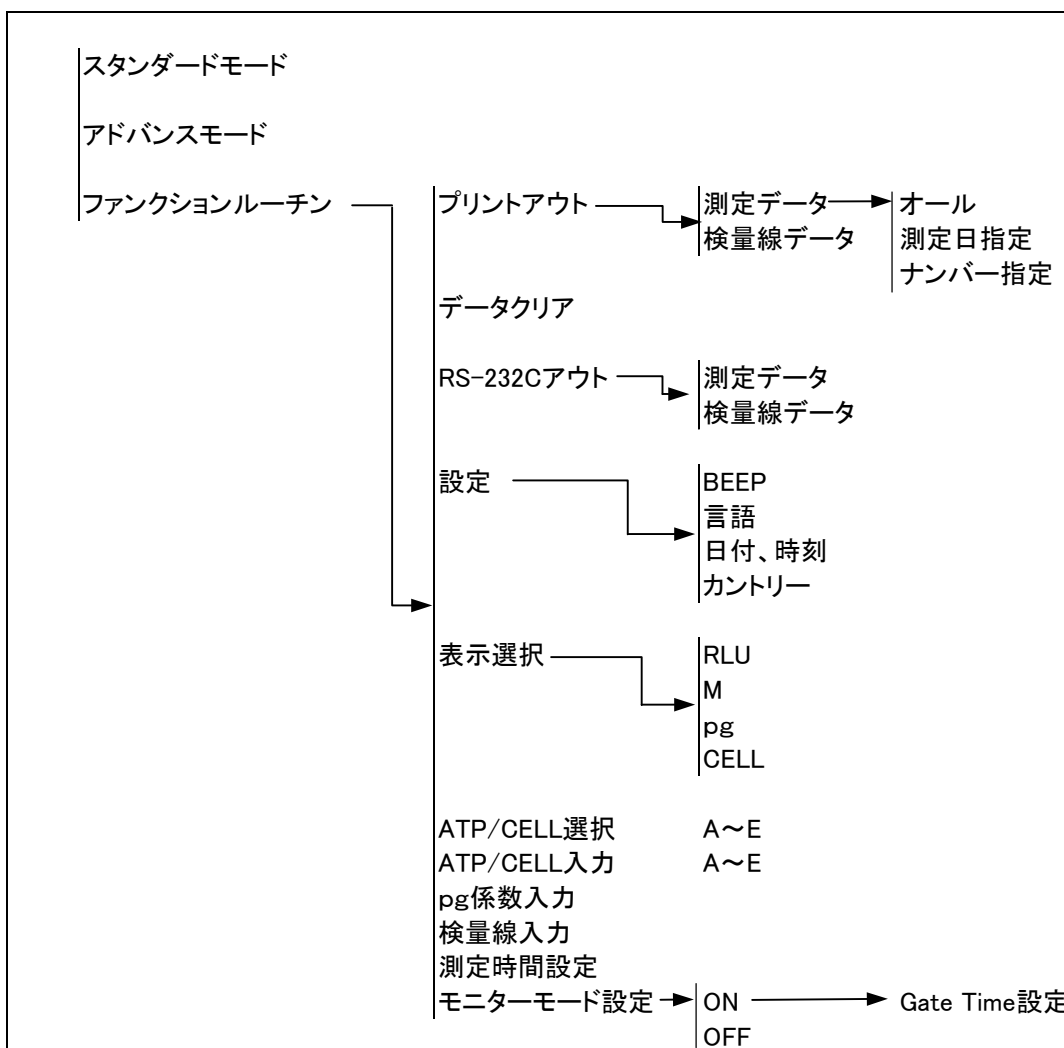 スタンダードモード
アドバンスモード
ファンクションルーチン
プリントアウト
測定データ
オール
検量線データ
測定日指定
ナンバー指定
データクリア
RS-232Cアウト
測定データ
検量線データ
設定
BEEP
言語
日付、時刻
カントリー
表示選択
RLU
M
pg
CELL
ATP/CELL選択
A～E
ATP/CELL入力
A～E
pg係数入力
検量線入力
測定時間設定
モニターモード設定
ON
Gate Time設定
OFF